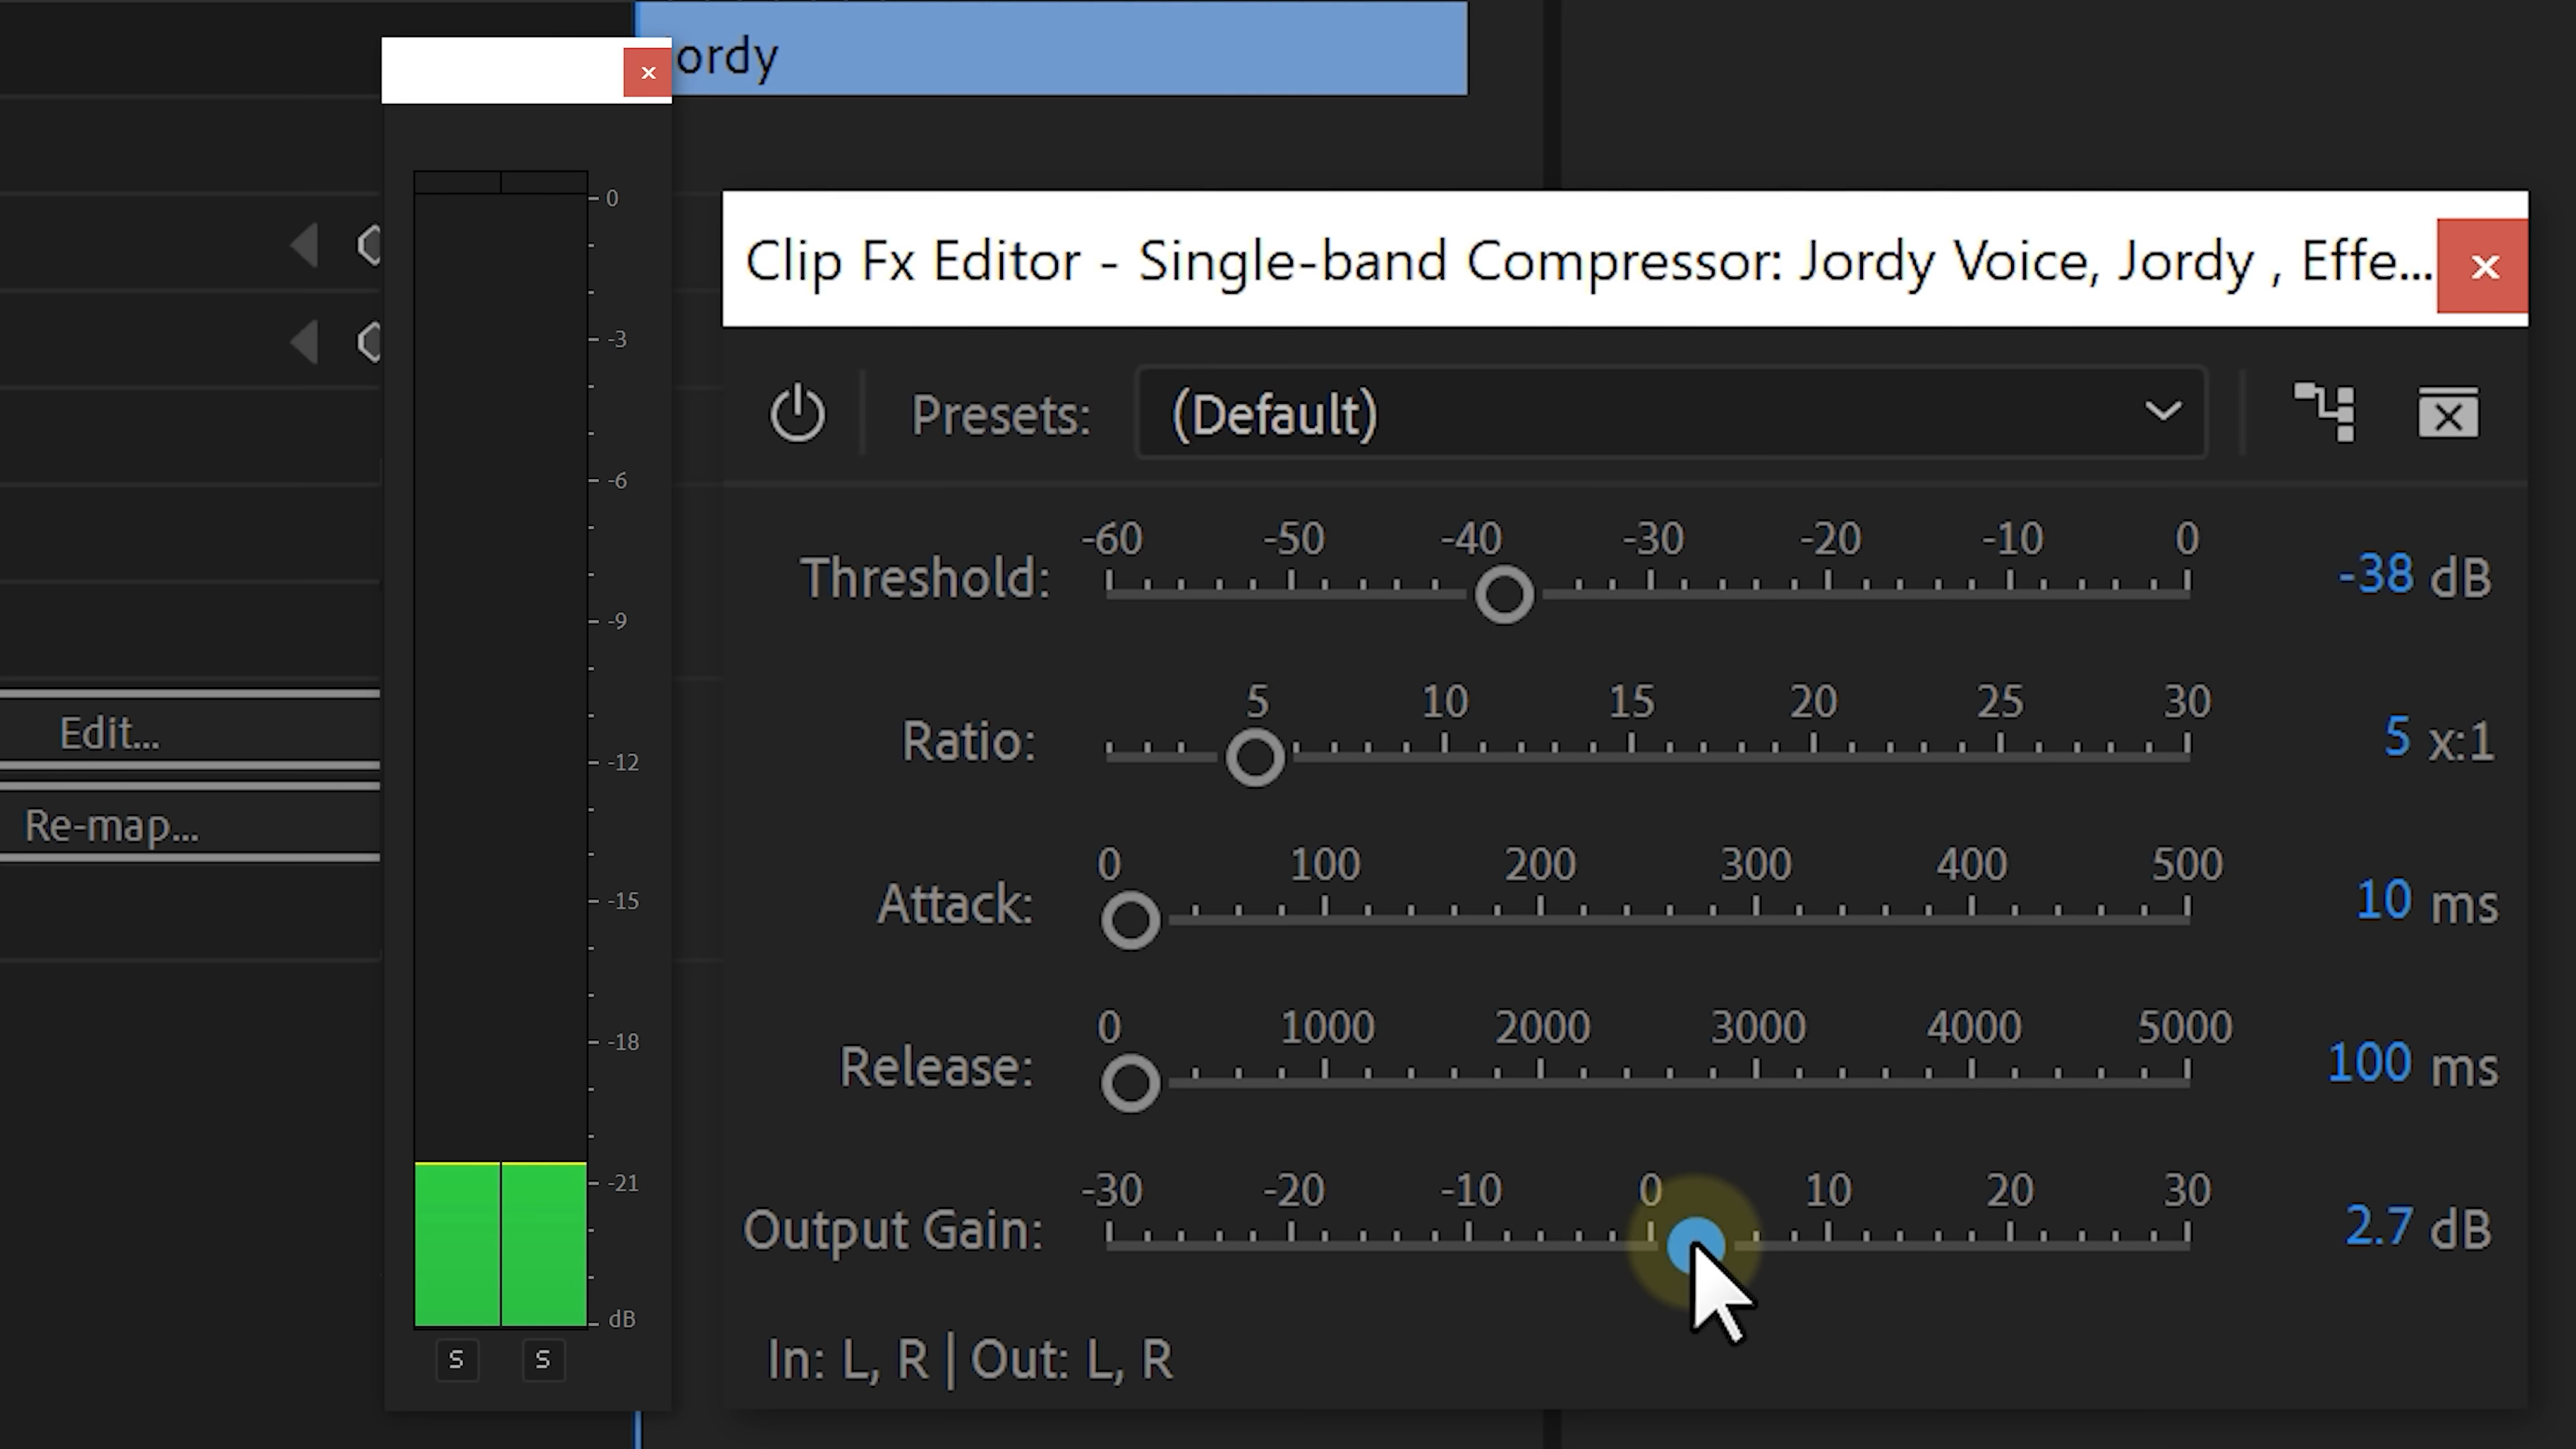 ordy
x
0
-3
-6
-9
-12
-15
-18
-21
dB
S S
Edit...
Re-map...
Clip Fx Editor - Single-band Compressor: Jordy Voice, Jordy , Effe... x
Presets: (Default)
-60 -50 -40 -30 -20 -10 0
Threshold: -38 dB
5 10 15 20 25 30
Ratio: 5 x:1
0 100 200 300 400 500
Attack: 10 ms
0 1000 2000 3000 4000 5000
Release: 100 ms
-30 -20 -10 0 10 20 30
Output Gain: 2.7 dB
In: L, R | Out: L, R